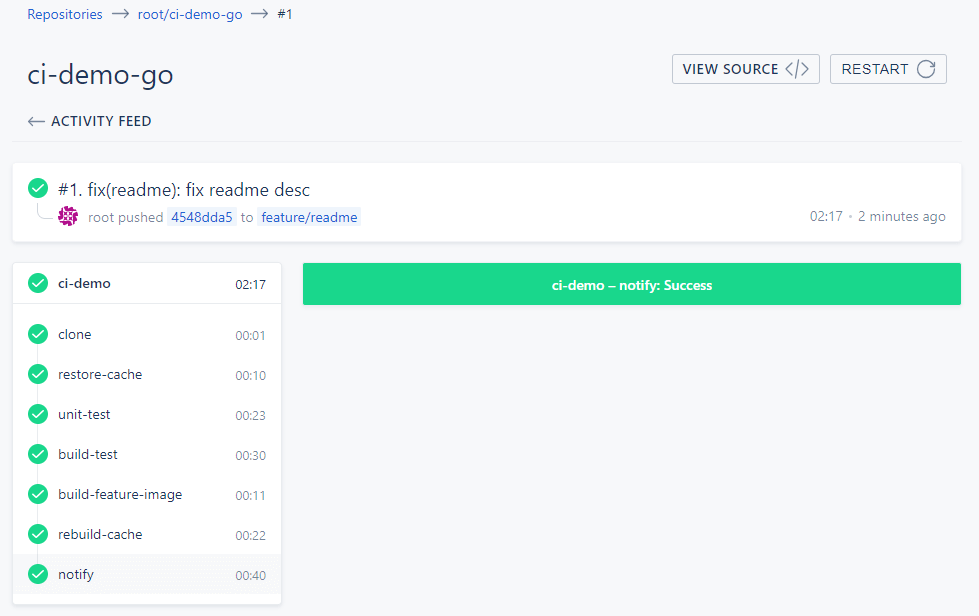 Repositories → root/ci-demo-go → #1
ci-demo-go
VIEW SOURCE </>
RESTART
← ACTIVITY FEED
#1. fix(readme): fix readme desc
root pushed 4548dda5 to feature/readme
02:17 • 2 minutes ago
ci-demo 02:17
clone 00:01
restore-cache 00:10
unit-test 00:23
build-test 00:30
build-feature-image 00:11
rebuild-cache 00:22
notify 00:40
ci-demo – notify: Success